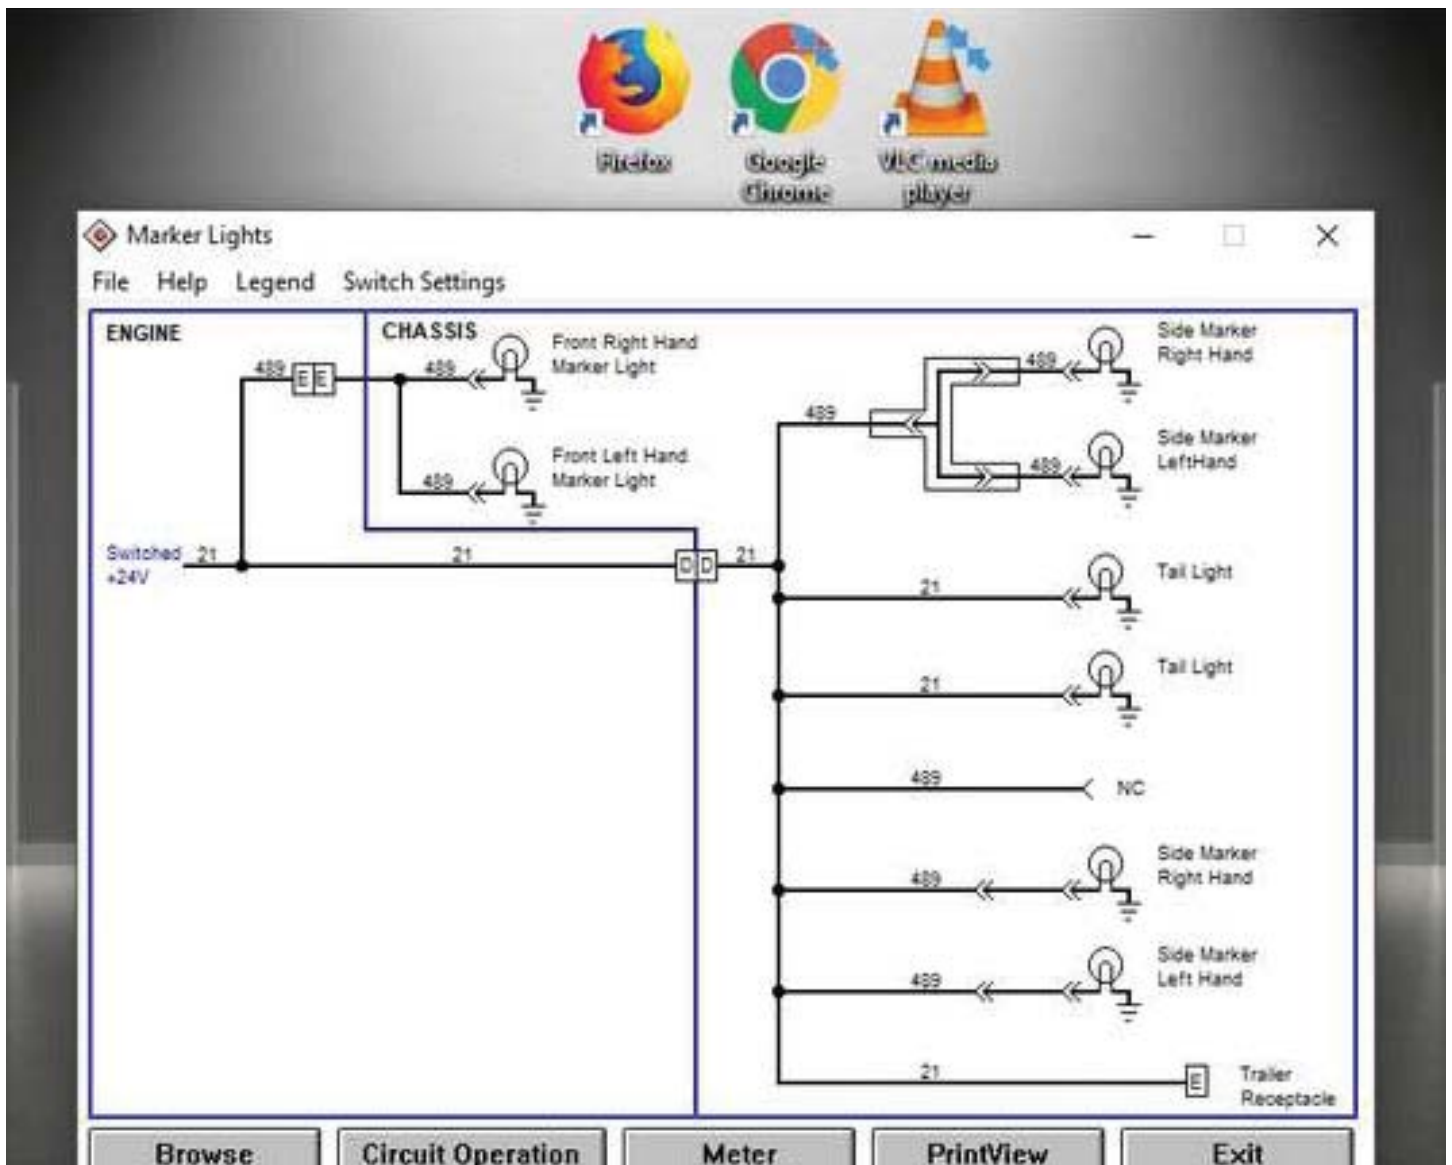 Firefox
Google
Chrome
VLC media
player
Marker Lights
File Help Legend Switch Settings
ENGINE
CHASSIS
489
E E
489
Front Right Hand
Marker Light
489
Front Left Hand
Marker Light
Switched
+24V
21
21
D D
21
489
489
Side Marker
Right Hand
489
Side Marker
LeftHand
21
Tail Light
21
Tail Light
489
NC
489
Side Marker
Right Hand
489
Side Marker
Left Hand
21
E
Trailer
Receptacle
Browse Circuit Operation Meter PrintView Exit